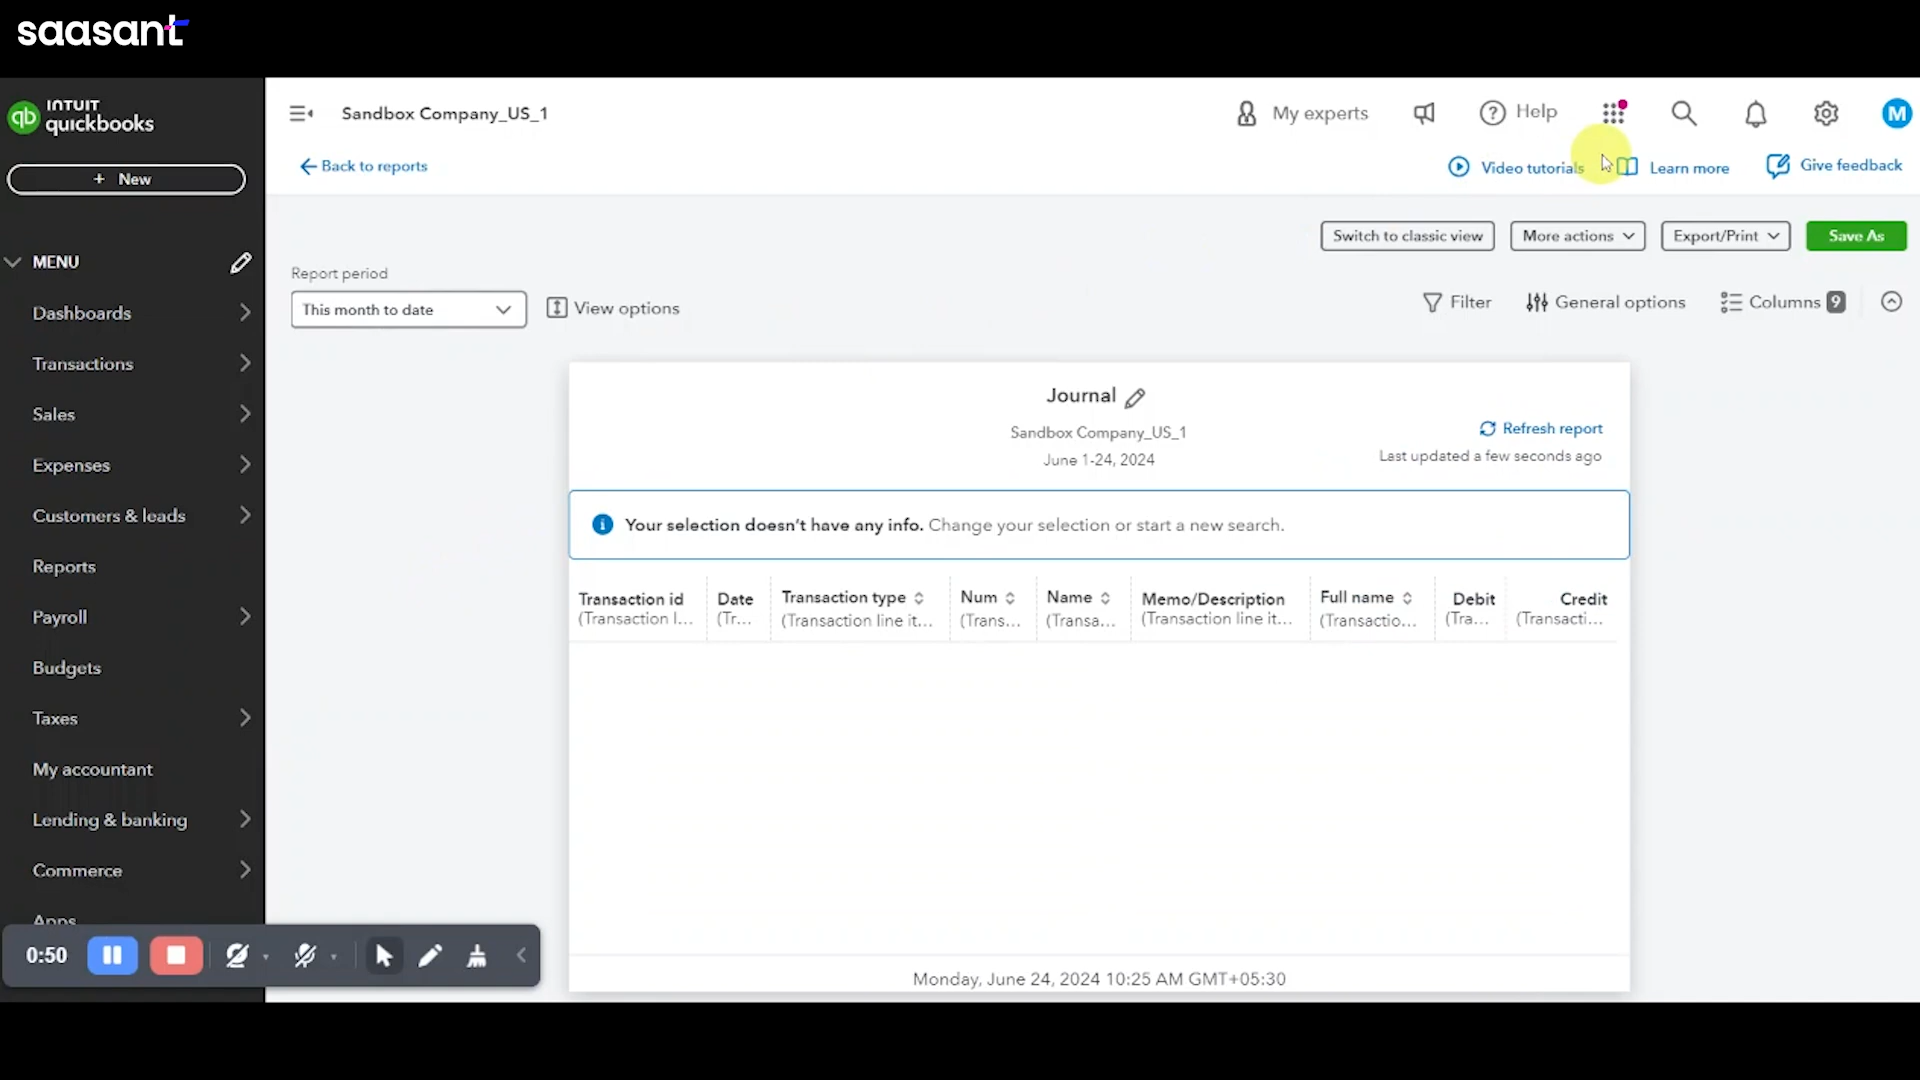 saasant
INTUIT
quickbooks
Sandbox Company_US_1
My experts
Help
M
+ New
Back to reports
Video tutorials
Learn more
Give feedback
Switch to classic view
More actions
Export/Print
Save As
MENU
Dashboards
Transactions
Sales
Expenses
Customers & leads
Reports
Payroll
Budgets
Taxes
My accountant
Lending & banking
Commerce
Apps
Report period
This month to date
View options
Filter
General options
Columns 9
Journal
Sandbox Company_US_1
June 1-24, 2024
Refresh report
Last updated a few seconds ago
Your selection doesn't have any info. Change your selection or start a new search.
Transaction id Date Transaction type Num Name Memo/Description Full name Debit Credit
(Transaction l... (Tr... (Transaction line it... (Trans... (Transa... (Transaction line it... (Transactio... (Tra... (Transacti...
Monday, June 24, 2024 10:25 AM GMT+05:30
0:50